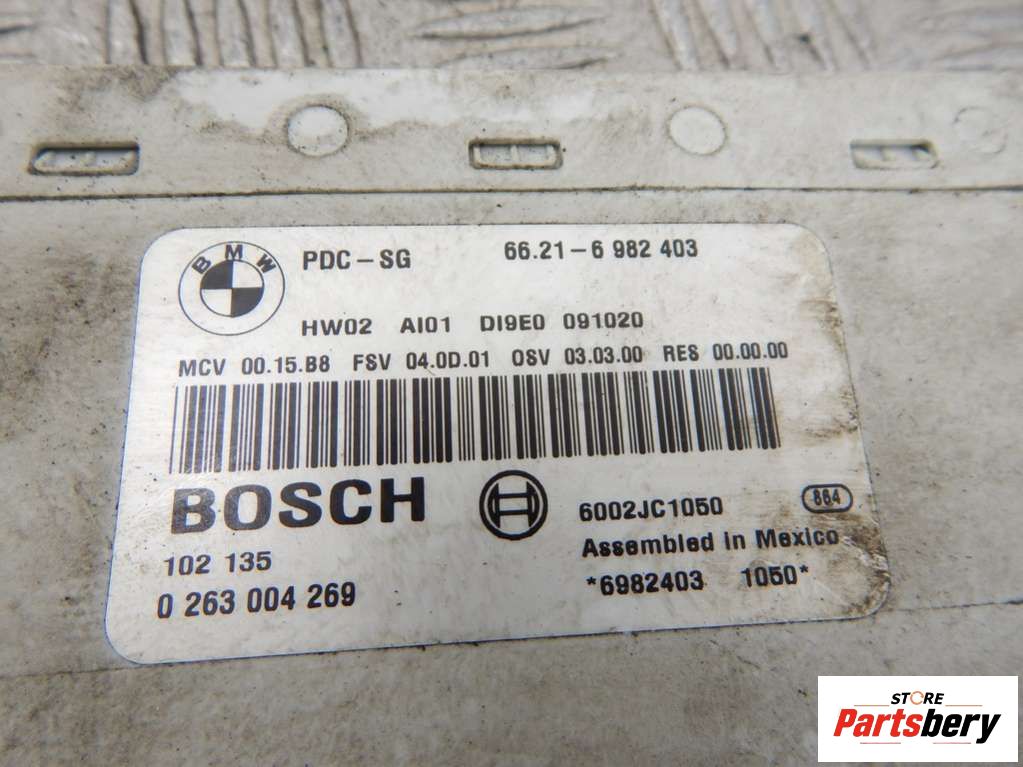 BMW PDC-SG 66.21-6 982 403
HW02 AI01 DI9E0 091020
MCV 00.15.B8 FSV 04.0D.01 OSV 03.03.00 RES 00.00.00
BOSCH
6002JC1050 864
102 135 Assembled in Mexico
0 263 004 269 *6982403 1050*
STORE
Partsbery